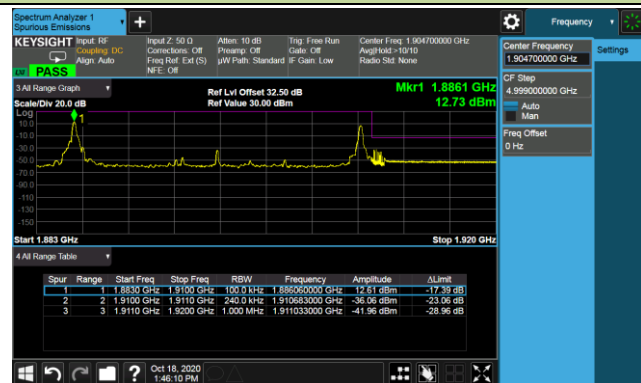 Spectrum Analyzer 1
Spurious Emissions
+
Frequency
KEYSIGHT Input: RF Input Z: 50 Ω Atten: 10 dB Trig: Free Run Center Freq: 1.904700000 GHz
Coupling: DC Corrections: Off Preamp: Off Gate: Off Avg|Hold:>10/10
Align: Auto Freq Ref: Ext (S) µW Path: Standard IF Gain: Low Radio Std: None
NFE: Off
LW PASS
Center Frequency
1.904700000 GHz
Settings
CF Step
4.999000000 GHz
Auto
Man
Freq Offset
0 Hz
3 All Range Graph
Ref Lvl Offset 32.50 dB Mkr1 1.8861 GHz
Scale/Div 20.0 dB Ref Value 30.00 dBm 12.73 dBm
Log
1
10.0
-10.0
-30.0
-50.0
-70.0
-90.0
-110
-130
-150
Start 1.883 GHz Stop 1.920 GHz
4 All Range Table
Spur Range Start Freq Stop Freq RBW Frequency Amplitude ΔLimit
1 1 1.8830 GHz 1.9100 GHz 100.0 kHz 1.886060000 GHz 12.61 dBm -17.39 dB
2 2 1.9100 GHz 1.9110 GHz 240.0 kHz 1.910683000 GHz -36.06 dBm -23.06 dB
3 3 1.9110 GHz 1.9200 GHz 1.000 MHz 1.911033000 GHz -41.96 dBm -28.96 dB
? Oct 18, 2020
1:46:10 PM